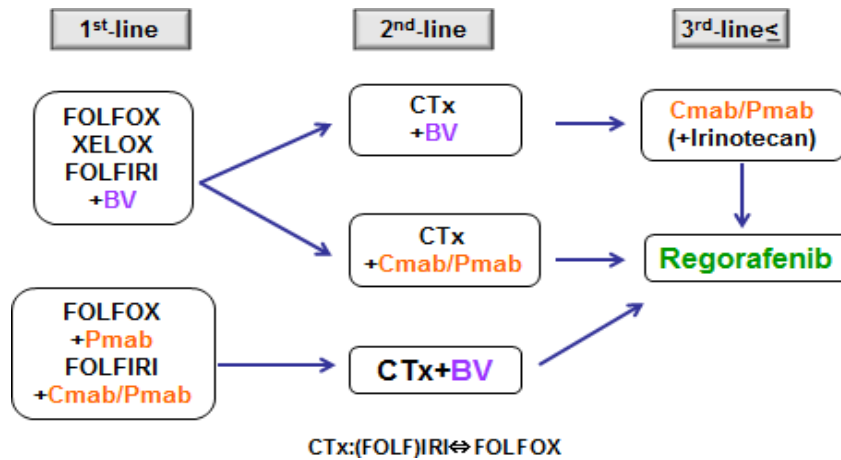 1st-line
2nd-line
3rd-line≤
FOLFOX
XELOX
FOLFIRI
+BV
CTx
+BV
Cmab/Pmab
(+Irinotecan)
CTx
+Cmab/Pmab
Regorafenib
FOLFOX
+Pmab
FOLFIRI
+Cmab/Pmab
CTx+BV
CTx:(FOLF)IRI⇔FOLFOX